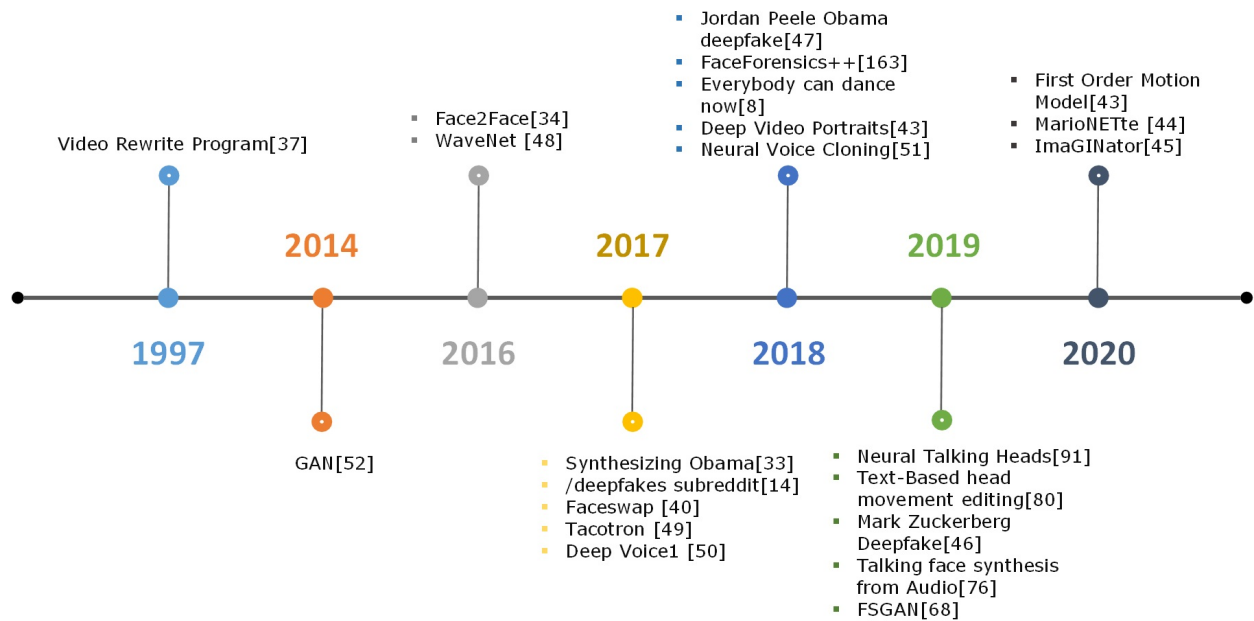 Video Rewrite Program[37]
1997
2014
GAN[52]
Face2Face[34]
WaveNet [48]
2016
2017
Synthesizing Obama[33]
/deepfakes subreddit[14]
Faceswap [40]
Tacotron [49]
Deep Voice1 [50]
Jordan Peele Obama
deepfake[47]
FaceForensics++[163]
Everybody can dance
now[8]
Deep Video Portraits[43]
Neural Voice Cloning[51]
2018
2019
Neural Talking Heads[91]
Text-Based head
movement editing[80]
Mark Zuckerberg
Deepfake[46]
Talking face synthesis
from Audio[76]
FSGAN[68]
First Order Motion
Model[43]
MarioNETte [44]
ImaGINator[45]
2020